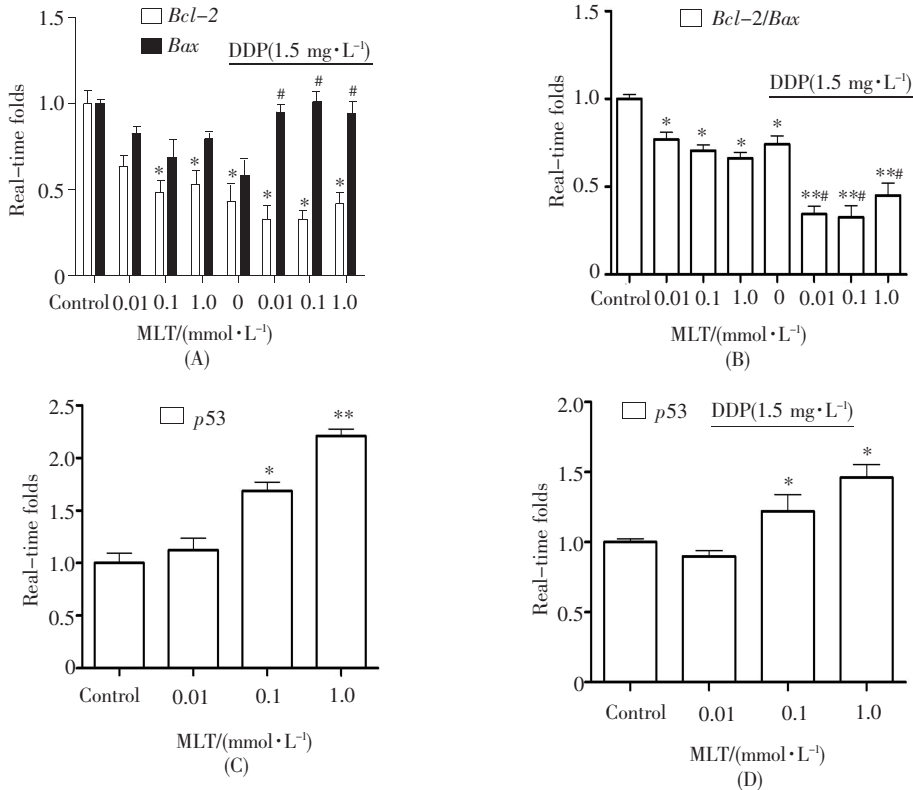 1.5
1.0
0.5
0
Real-time folds
Bcl-2
Bax
DDP(1.5 mg·L⁻¹)
* * * * * *
# # #
Control 0.01 0.1 1.0 0 0.01 0.1 1.0
MLT/(mmol·L⁻¹)
(A)
1.5
1.0
0.5
0
Real-time folds
Bcl-2/Bax
DDP(1.5 mg·L⁻¹)
* * * * **# **# **#
Control 0.01 0.1 1.0 0 0.01 0.1 1.0
MLT/(mmol·L⁻¹)
(B)
2.5
2.0
1.5
1.0
0.5
0
Real-time folds
p53
* **
Control 0.01 0.1 1.0
MLT/(mmol·L⁻¹)
(C)
2.0
1.5
1.0
0.5
0
Real-time folds
p53 DDP(1.5 mg·L⁻¹)
* *
Control 0.01 0.1 1.0
MLT/(mmol·L⁻¹)
(D)